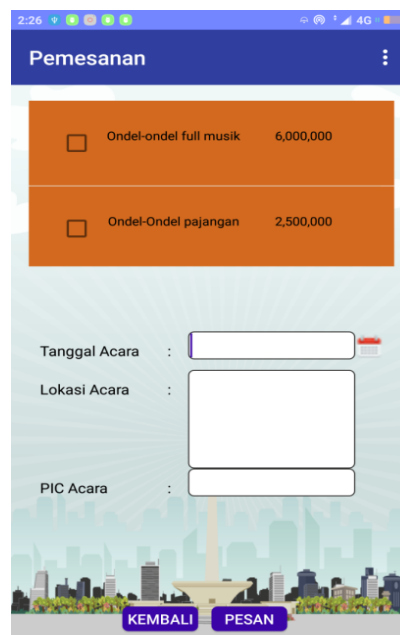 2:26 4G
Pemesanan
Ondel-ondel full musik 6,000,000
Ondel-Ondel pajangan 2,500,000
Tanggal Acara :
Lokasi Acara :
PIC Acara :
KEMBALI PESAN